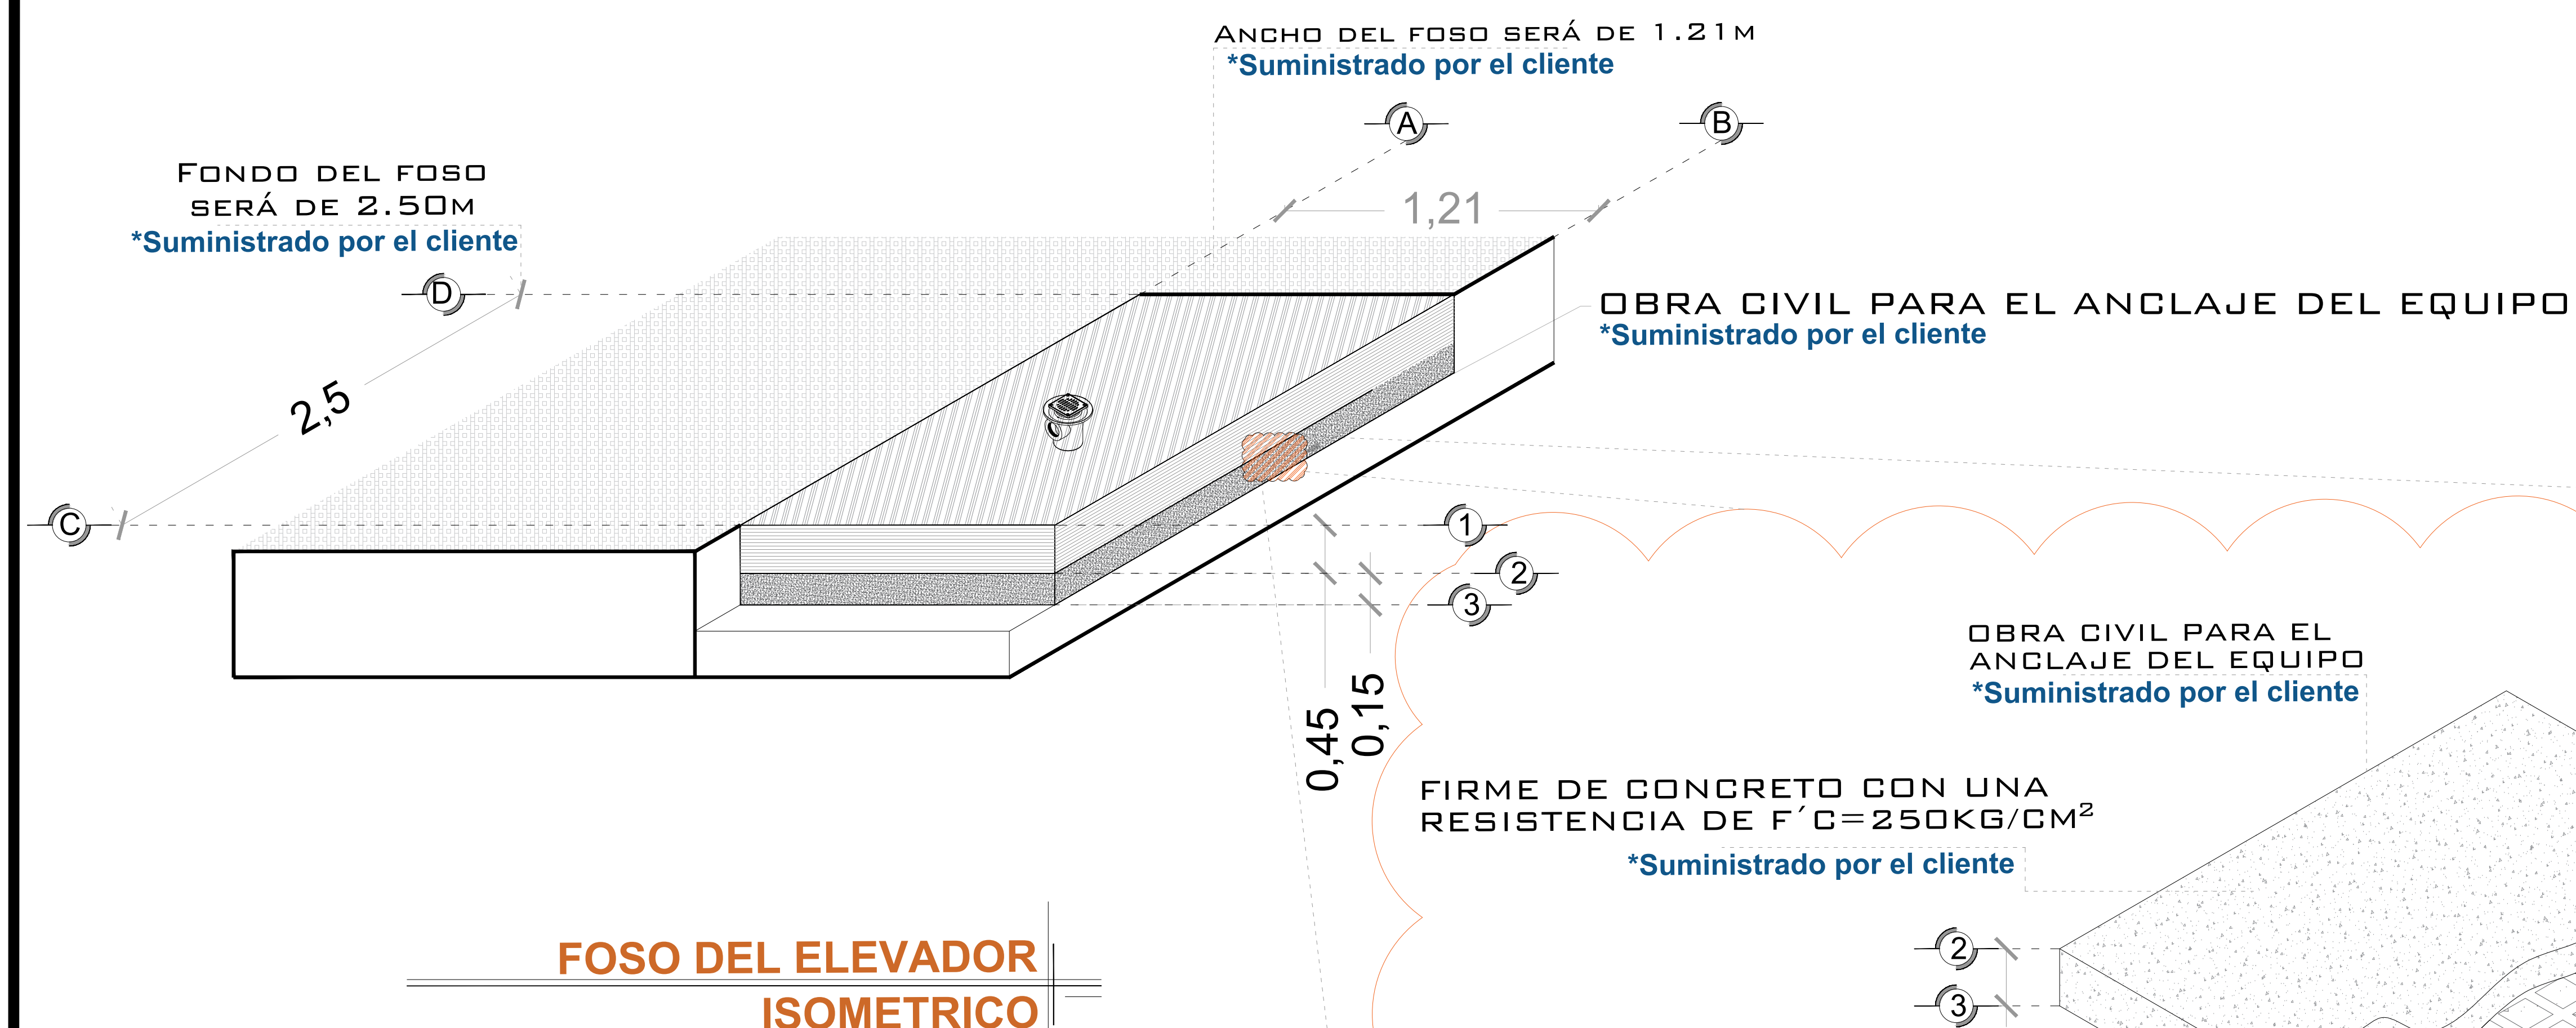 ANCHO DEL FOSO SERÁ DE 1.21M
*Suministrado por el cliente
A
B
FONDO DEL FOSO
SERÁ DE 2.50M
*Suministrado por el cliente
1,21
D
OBRA CIVIL PARA EL ANCLAJE DEL EQUIPO
*Suministrado por el cliente
2,5
C
1
2
3
0,45
0,15
OBRA CIVIL PARA EL
ANCLAJE DEL EQUIPO
*Suministrado por el cliente
FIRME DE CONCRETO CON UNA
RESISTENCIA DE F´C=250KG/CM²
*Suministrado por el cliente
2
3
FOSO DEL ELEVADOR
ISOMETRICO